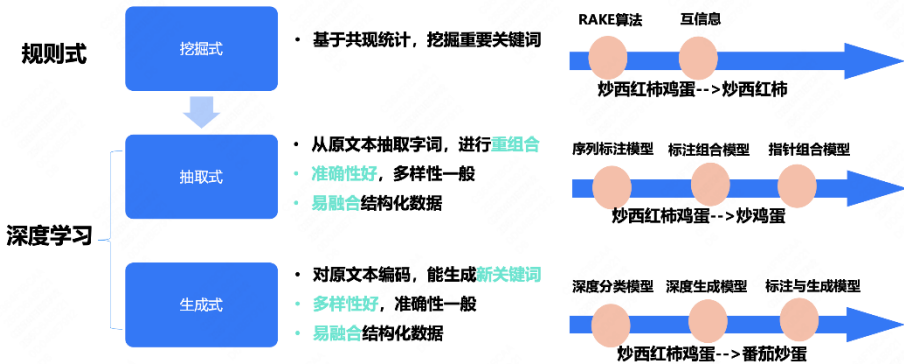 规则式
挖掘式
• 基于共现统计，挖掘重要关键词
RAKE算法
互信息
炒西红柿鸡蛋-->炒西红柿
深度学习
抽取式
• 从原文本抽取字词，进行重组合
• 准确性好，多样性一般
• 易融合结构化数据
序列标注模型
标注组合模型
指针组合模型
炒西红柿鸡蛋-->炒鸡蛋
生成式
• 对原文本编码，能生成新关键词
• 多样性好，准确性一般
• 易融合结构化数据
深度分类模型
深度生成模型
标注与生成模型
炒西红柿鸡蛋-->番茄炒蛋